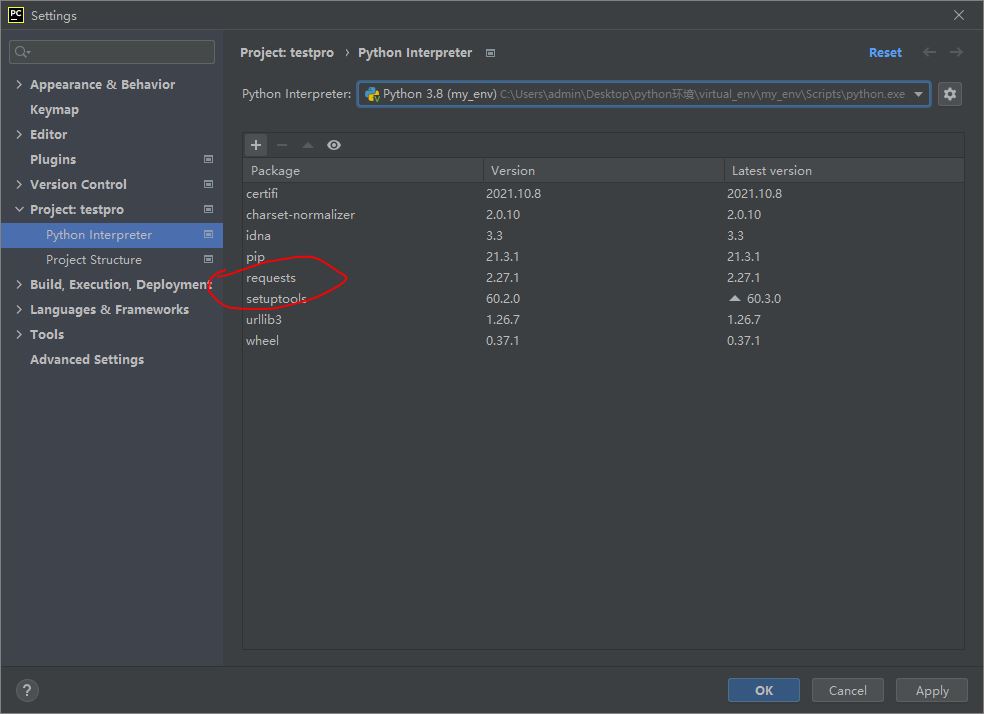 PC Settings
Project: testpro › Python Interpreter Reset
Python Interpreter: Python 3.8 (my_env) C:\Users\admin\Desktop\python环境\virtual_env\my_env\Scripts\python.exe
Appearance & Behavior
Keymap
Editor
Plugins
Version Control
Project: testpro
Python Interpreter
Project Structure
Build, Execution, Deployment
Languages & Frameworks
Tools
Advanced Settings
Package Version Latest version
certifi 2021.10.8 2021.10.8
charset-normalizer 2.0.10 2.0.10
idna 3.3 3.3
pip 21.3.1 21.3.1
requests 2.27.1 2.27.1
setuptools 60.2.0 60.3.0
urllib3 1.26.7 1.26.7
wheel 0.37.1 0.37.1
? OK Cancel Apply